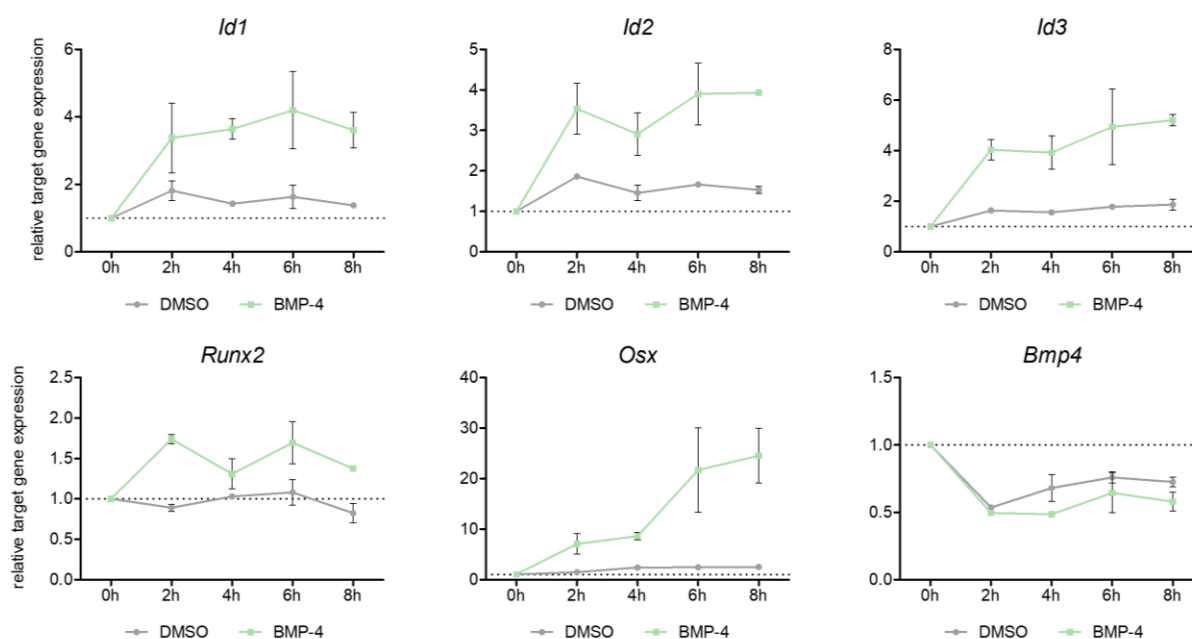 Id1
Id2
Id3
relative target gene expression
6
4
2
0
0h 2h 4h 6h 8h
DMSO BMP-4
5
4
3
2
1
0
0h 2h 4h 6h 8h
DMSO BMP-4
8
6
4
2
0
0h 2h 4h 6h 8h
DMSO BMP-4
Runx2
Osx
Bmp4
relative target gene expression
2.5
2.0
1.5
1.0
0.5
0.0
0h 2h 4h 6h 8h
DMSO BMP-4
40
30
20
10
0
0h 2h 4h 6h 8h
DMSO BMP-4
1.5
1.0
0.5
0.0
0h 2h 4h 6h 8h
DMSO BMP-4